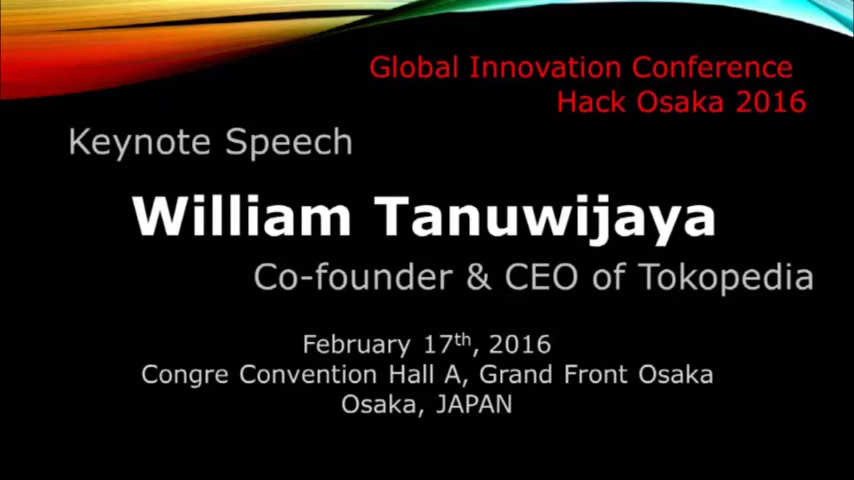 Global Innovation Conference
Hack Osaka 2016
Keynote Speech
William Tanuwijaya
Co-founder & CEO of Tokopedia
February 17th, 2016
Congre Convention Hall A, Grand Front Osaka
Osaka, JAPAN